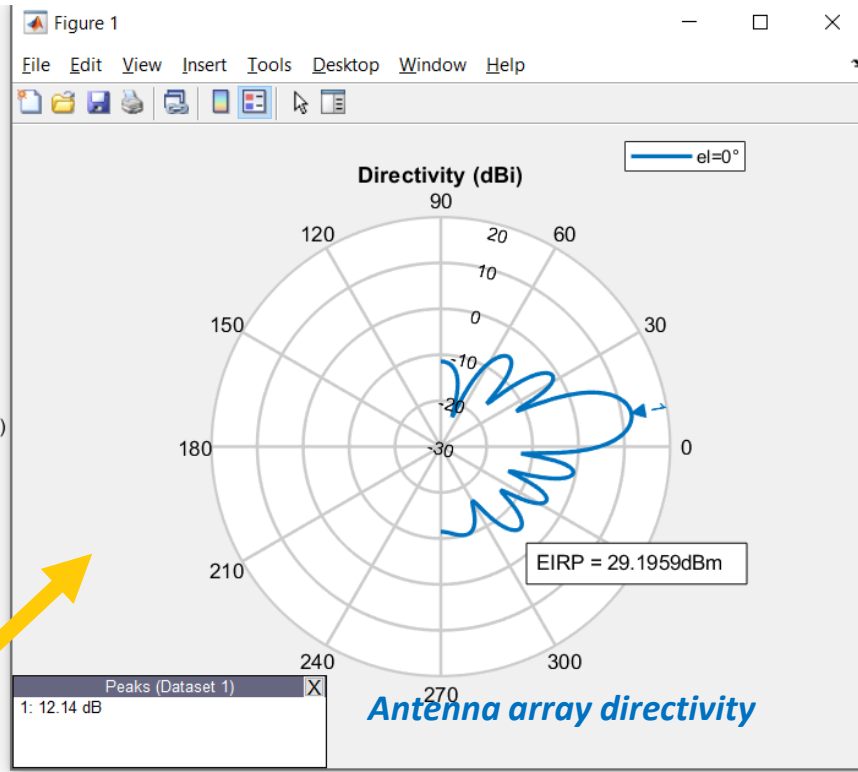 Figure 1
File Edit View Insert Tools Desktop Window Help
el=0°
Directivity (dBi)
90
120
20
60
10
150
0
30
-10
-20
1
)
180
-30
0
210
EIRP = 29.1959dBm
240
300
270
Peaks (Dataset 1) X
1: 12.14 dB
Antenna array directivity